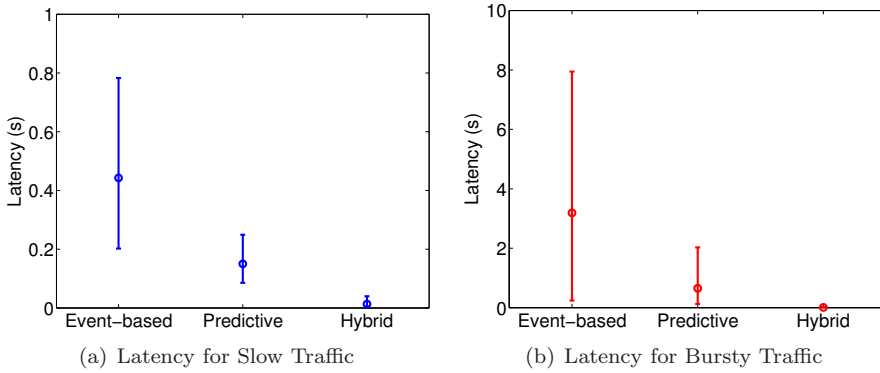 1
0.8
0.6
0.4
0.2
0
Latency (s)
Event−based Predictive Hybrid
(a) Latency for Slow Traffic
10
8
6
4
2
0
Latency (s)
Event−based Predictive Hybrid
(b) Latency for Bursty Traffic